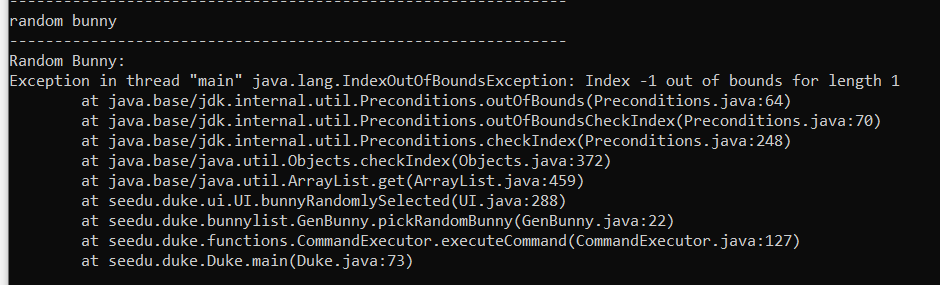 -------------------------------------------------------------
random bunny
-------------------------------------------------------------
Random Bunny:
Exception in thread "main" java.lang.IndexOutOfBoundsException: Index -1 out of bounds for length 1
at java.base/jdk.internal.util.Preconditions.outOfBounds(Preconditions.java:64)
at java.base/jdk.internal.util.Preconditions.outOfBoundsCheckIndex(Preconditions.java:70)
at java.base/jdk.internal.util.Preconditions.checkIndex(Preconditions.java:248)
at java.base/java.util.Objects.checkIndex(Objects.java:372)
at java.base/java.util.ArrayList.get(ArrayList.java:459)
at seedu.duke.ui.UI.bunnyRandomlySelected(UI.java:288)
at seedu.duke.bunnylist.GenBunny.pickRandomBunny(GenBunny.java:22)
at seedu.duke.functions.CommandExecutor.executeCommand(CommandExecutor.java:127)
at seedu.duke.Duke.main(Duke.java:73)